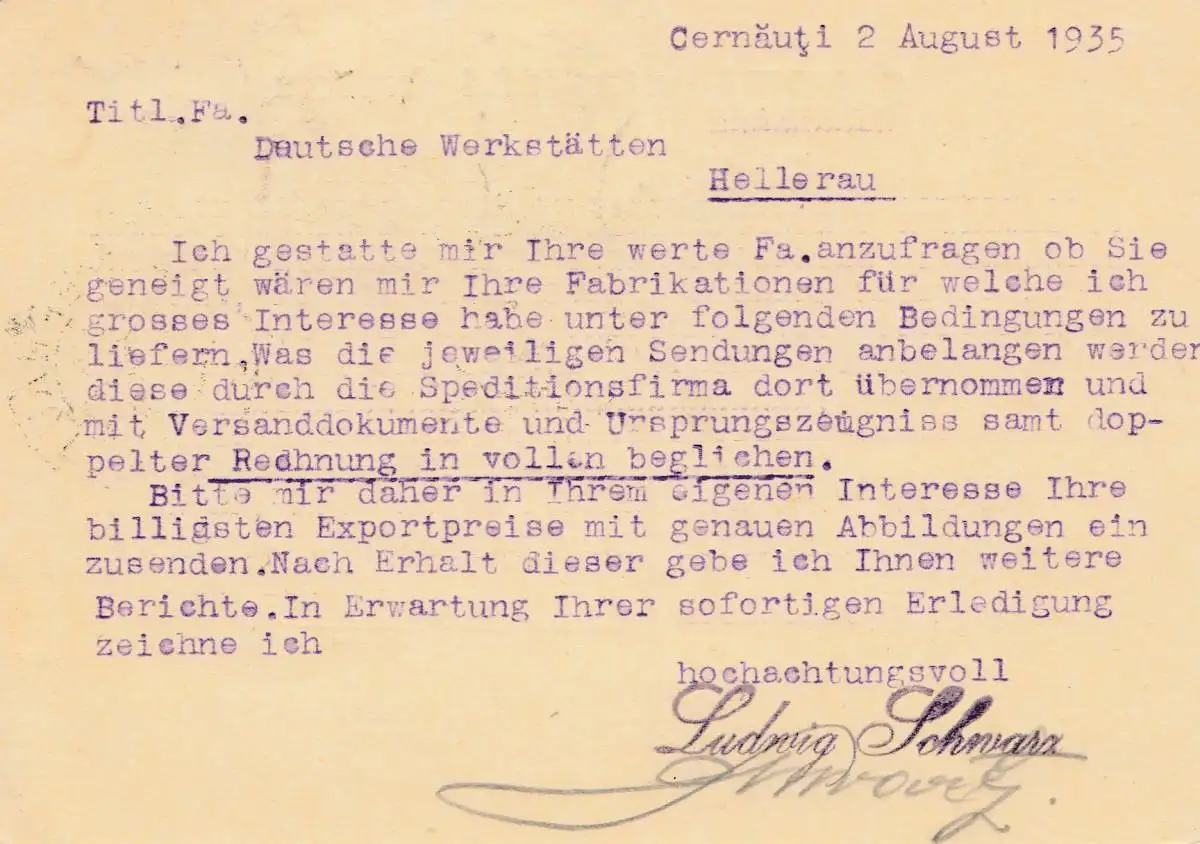 Cernăuţi 2 August 1935
Titl.Fa.
Deutsche Werkstätten
Hellerau
Ich gestatte mir Ihre werte Fa.anzufragen ob Sie
geneigt wären mir Ihre Fabrikationen für welche ich
grosses Interesse habe unter folgenden Bedingungen zu
liefern.Was die jeweiligen Sendungen anbelangen werden
diese durch die Speditionsfirma dort übernommen und
mit Versanddokumente und Ursprungszeugniss samt dop-
pelter Rechnung in vollen beglichen.
Bitte mir daher in Ihrem eigenen Interesse Ihre
billigsten Exportpreise mit genauen Abbildungen ein
zusenden.Nach Erhalt dieser gebe ich Ihnen weitere
Berichte.In Erwartung Ihrer sofortigen Erledigung
zeichne ich
hochachtungsvoll
Ludwig Schwarz
Schwarz.